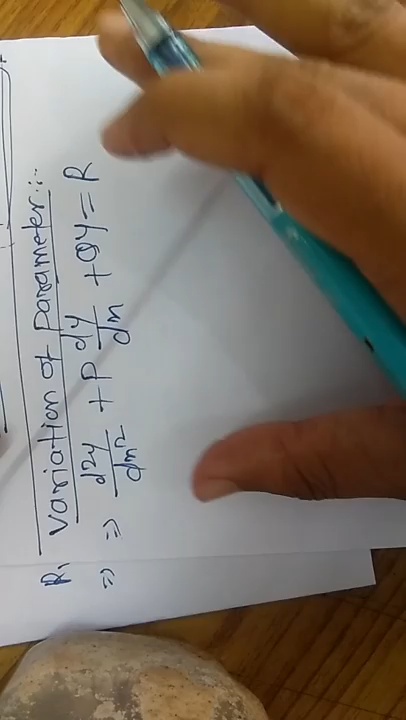 R, Variation of Parameter:-
⇒ ⇒ d²y/dn² + P dy/dn + Qy = R